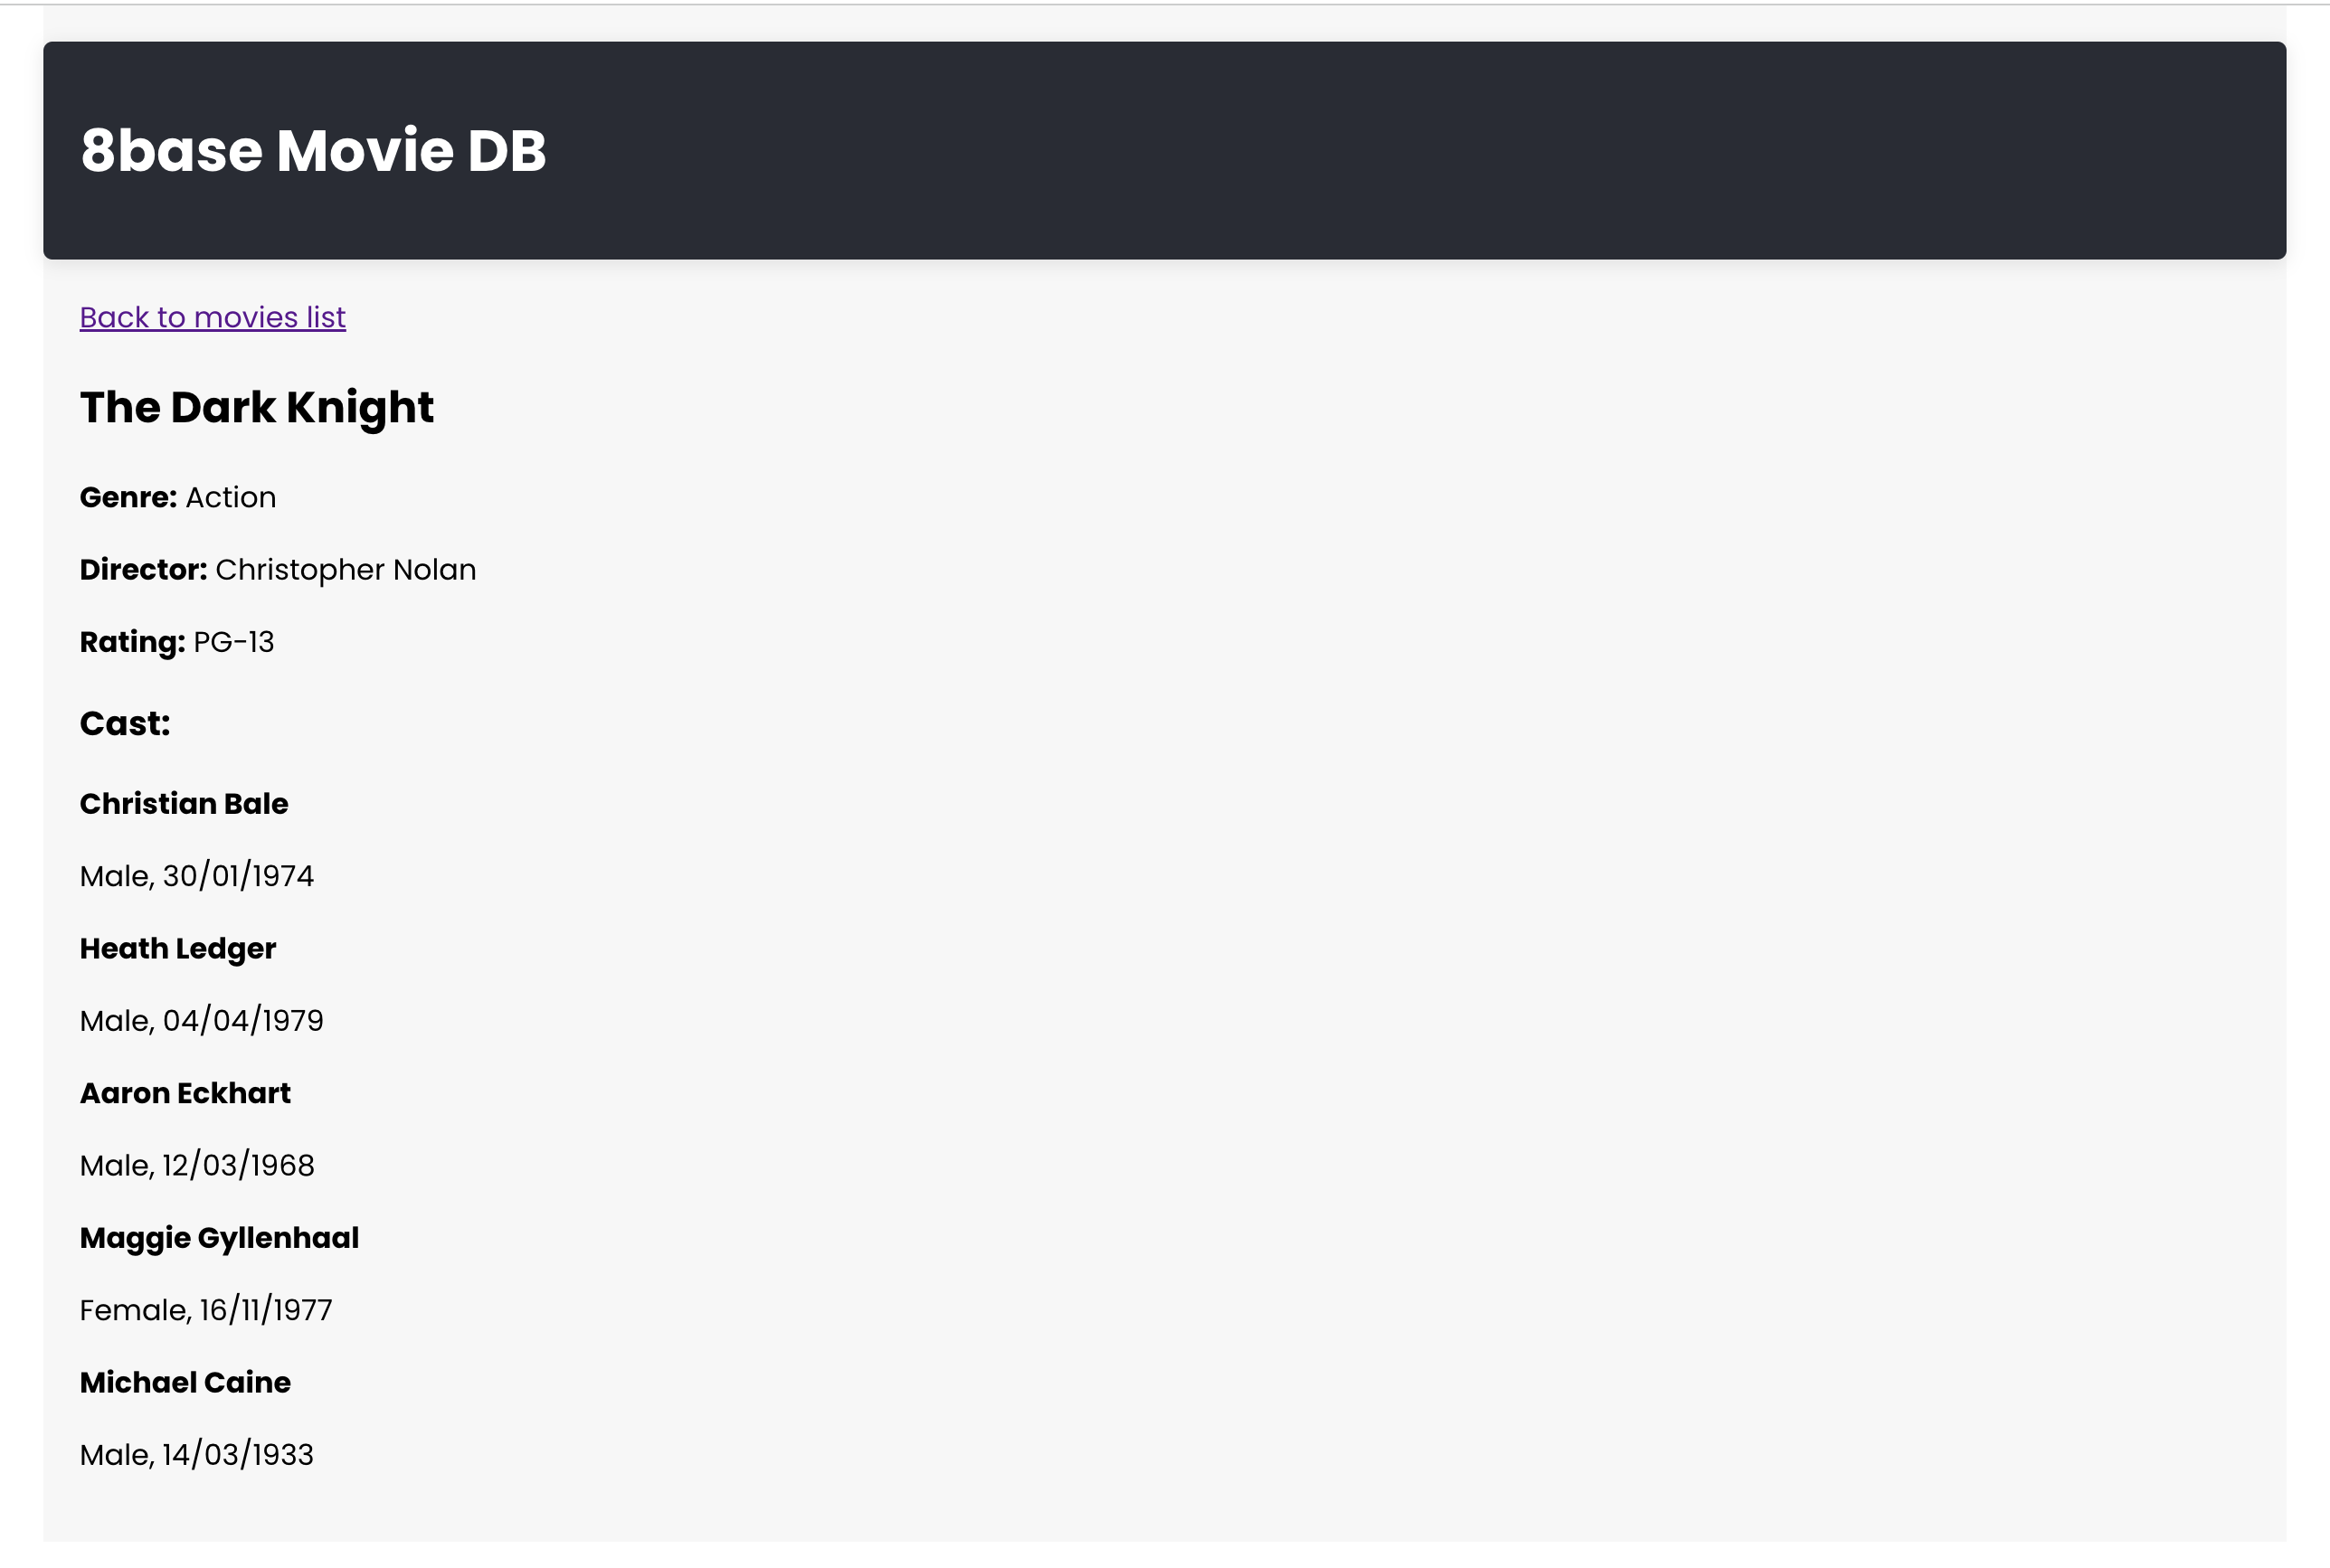 8base Movie DB
Back to movies list
The Dark Knight
Genre: Action
Director: Christopher Nolan
Rating: PG-13
Cast:
Christian Bale
Male, 30/01/1974
Heath Ledger
Male, 04/04/1979
Aaron Eckhart
Male, 12/03/1968
Maggie Gyllenhaal
Female, 16/11/1977
Michael Caine
Male, 14/03/1933